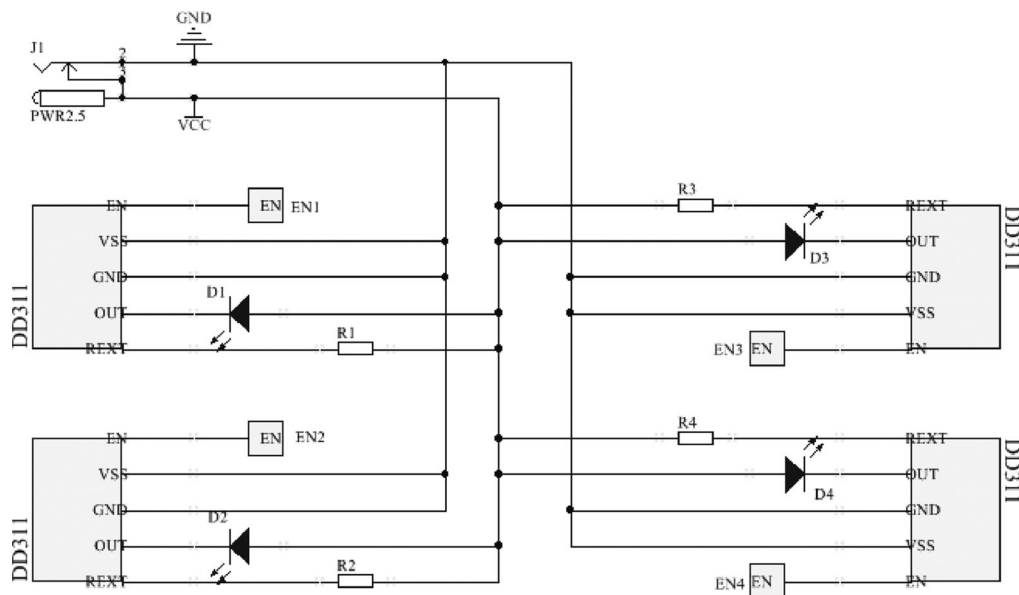 GND
J1
2
3
PWR2.5
VCC
EN
EN
EN1
VSS
GND
OUT
REXT
DD311
D1
R1
R3
D3
REXT
OUT
GND
VSS
EN
DD311
EN3
EN
EN
EN
EN2
VSS
GND
OUT
REXT
DD311
D2
R2
R4
D4
REXT
OUT
GND
VSS
EN
DD311
EN4
EN